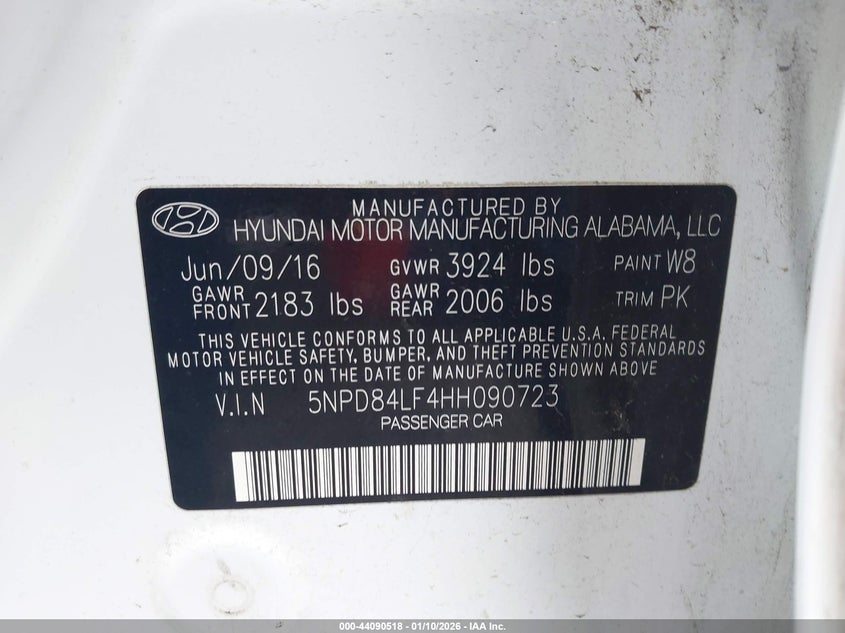 MANUFACTURED BY
HYUNDAI MOTOR MANUFACTURING ALABAMA, LLC
Jun/09/16 GVWR 3924 lbs PAINT W8
GAWR FRONT 2183 lbs GAWR REAR 2006 lbs TRIM PK
THIS VEHICLE CONFORMS TO ALL APPLICABLE U.S.A. FEDERAL
MOTOR VEHICLE SAFETY, BUMPER, AND THEFT PREVENTION STANDARDS
IN EFFECT ON THE DATE OF MANUFACTURE SHOWN ABOVE
V.I.N 5NPD84LF4HH090723
PASSENGER CAR
000-44090518 - 01/10/2026 - IAA Inc.